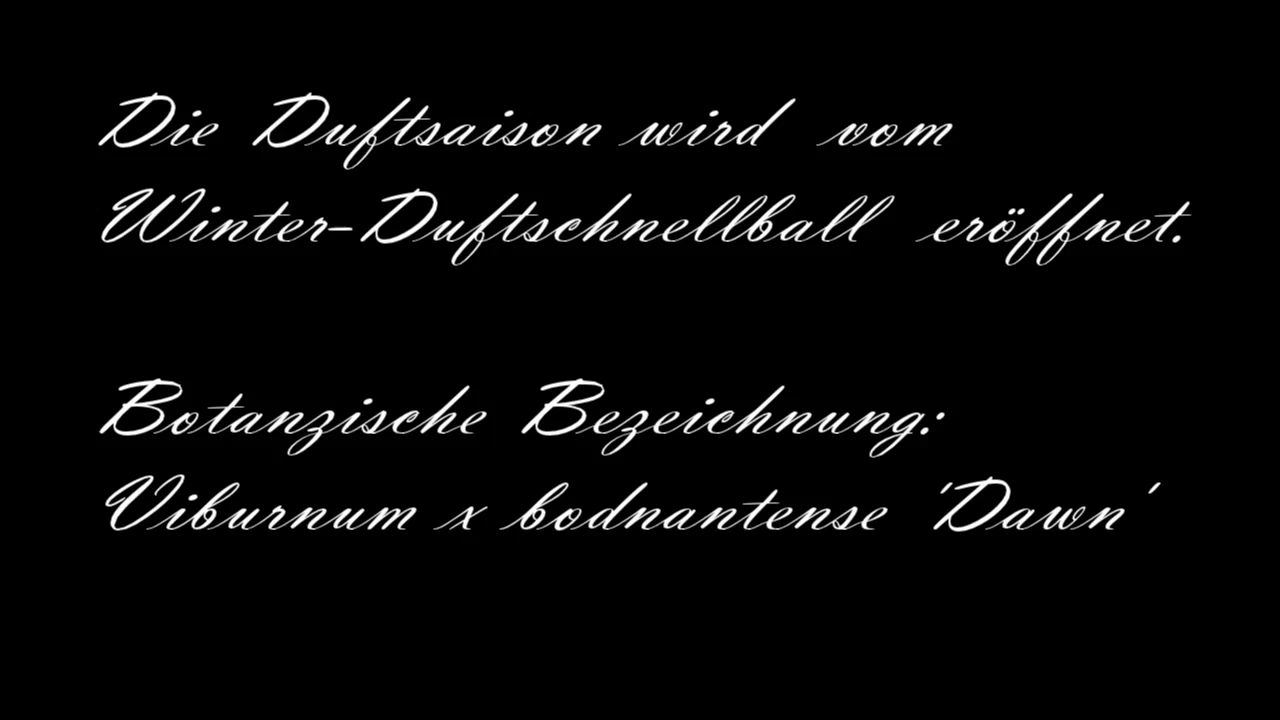 Die Duftsaison wird vom
Winter-Duftschnellball eröffnet.
Botanzische Bezeichnung:
Viburnum x bodnantense 'Dawn'